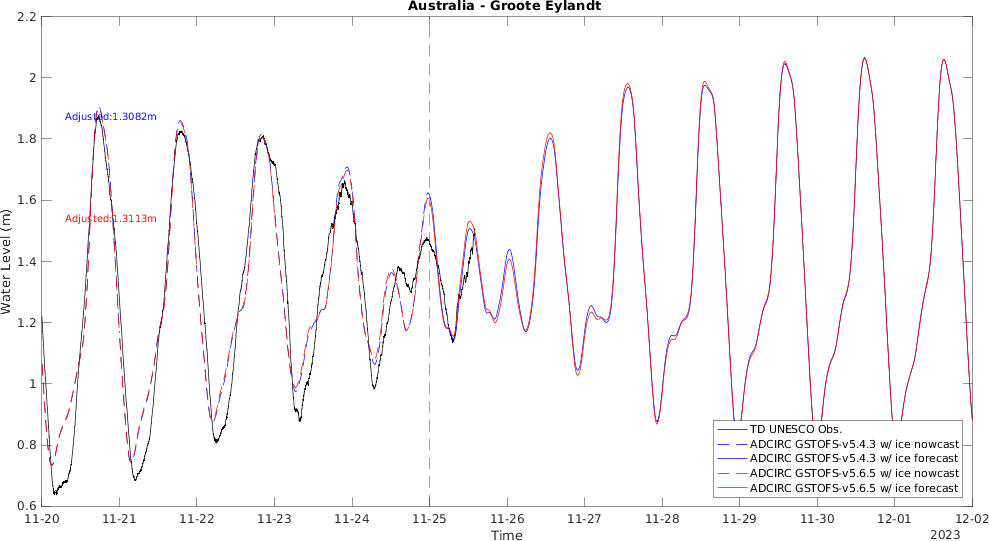 Australia - Groote Eylandt
2.2
2
1.8
1.6
1.4
1.2
1
0.8
0.6
Water Level (m)
Adjusted:1.3082m
Adjusted:1.3113m
TD UNESCO Obs.
ADCIRC GSTOFS-v5.4.3 w/ ice nowcast
ADCIRC GSTOFS-v5.4.3 w/ ice forecast
ADCIRC GSTOFS-v5.6.5 w/ ice nowcast
ADCIRC GSTOFS-v5.6.5 w/ ice forecast
11-20 11-21 11-22 11-23 11-24 11-25 11-26 11-27 11-28 11-29 11-30 12-01 12-02
Time
2023